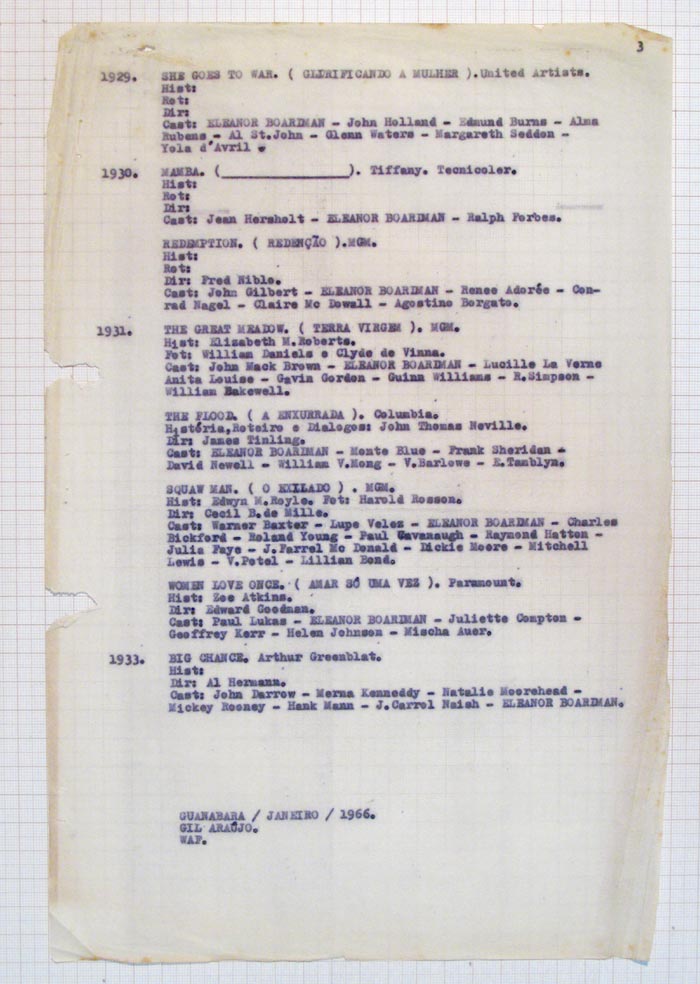 3
1929. SHE GOES TO WAR. ( GLORIFICANDO A MULHER ).United Artists.
Hist:
Rot:
Dir:
Cast: ELEANOR BOARDMAN - John Holland - Edmund Burns - Alma
Rubens - Al St.John - Glenn Waters - Margareth Seddon -
Yola d'Avril .
1930. MAMBA. (__________________). Tiffany. Tecnicoler.
Hist:
Rot:
Dir:
Cast: Jean Hersholt - ELEANOR BOARDMAN - Ralph Forbes.
REDEMPTION. ( REDENÇÃO ).MGM.
Hist:
Rot:
Dir: Fred Niblo.
Cast: John Gilbert - ELEANOR BOARDMAN - Renee Adorée - Con-
rad Nagel - Claire Mc Dowall - Agostino Borgato.
1931. THE GREAT MEADOW. ( TERRA VIRGEM ). MGM.
Hist: Elizabeth M.Roberts.
Fot: William Daniels e Clyde de Vinna.
Cast: John Mack Brown - ELEANOR BOARDMAN - Lucille La Verne
Anita Louise - Gavin Gordon - Guinn Williams - R.Simpson -
William Bakewell.
THE FLOOD. ( A ENXURRADA ). Columbia.
História,Roteiro e Dialogos: John Thomas Neville.
Dir: James Tinling.
Cast: ELEANOR BOARDMAN - Monte Blue - Frank Sheridan -
David Newell - William V.Mong - V.Barlowe - E.Tamblyn.
SQUAW MAN. ( O EXILADO ) . MGM.
Hist: Edwyn M.Royle. Fot: Harold Rosson.
Dir: Cecil B.de Mille.
Cast: Warner Baxter - Lupe Velez - ELEANOR BOARDMAN - Charles
Bickford - Roland Young - Paul Cavanaugh - Raymond Hatton -
Julia Faye - J.Farrel Mc Donald - Dickie Moore - Mitchell
Lewis - V.Potel - Lillian Bond.
WOMEN LOVE ONCE. ( AMAR SÓ UMA VEZ ). Paramount.
Hist: Zoe Atkins.
Dir: Edward Goodman.
Cast: Paul Lukas - ELEANOR BOARDMAN - Juliette Compton -
Geoffrey Kerr - Helen Johnson - Mischa Auer.
1933. BIG CHANCE. Arthur Greenblat.
Hist:
Dir: Al Hermann.
Cast: John Darrow - Merna Kenneddy - Natalie Moorehead -
Mickey Rooney - Hank Mann - J.Carrol Naish - ELEANOR BOARDMAN.
GUANABARA / JANEIRO / 1966.
GIL ARAÚJO.
WAF.